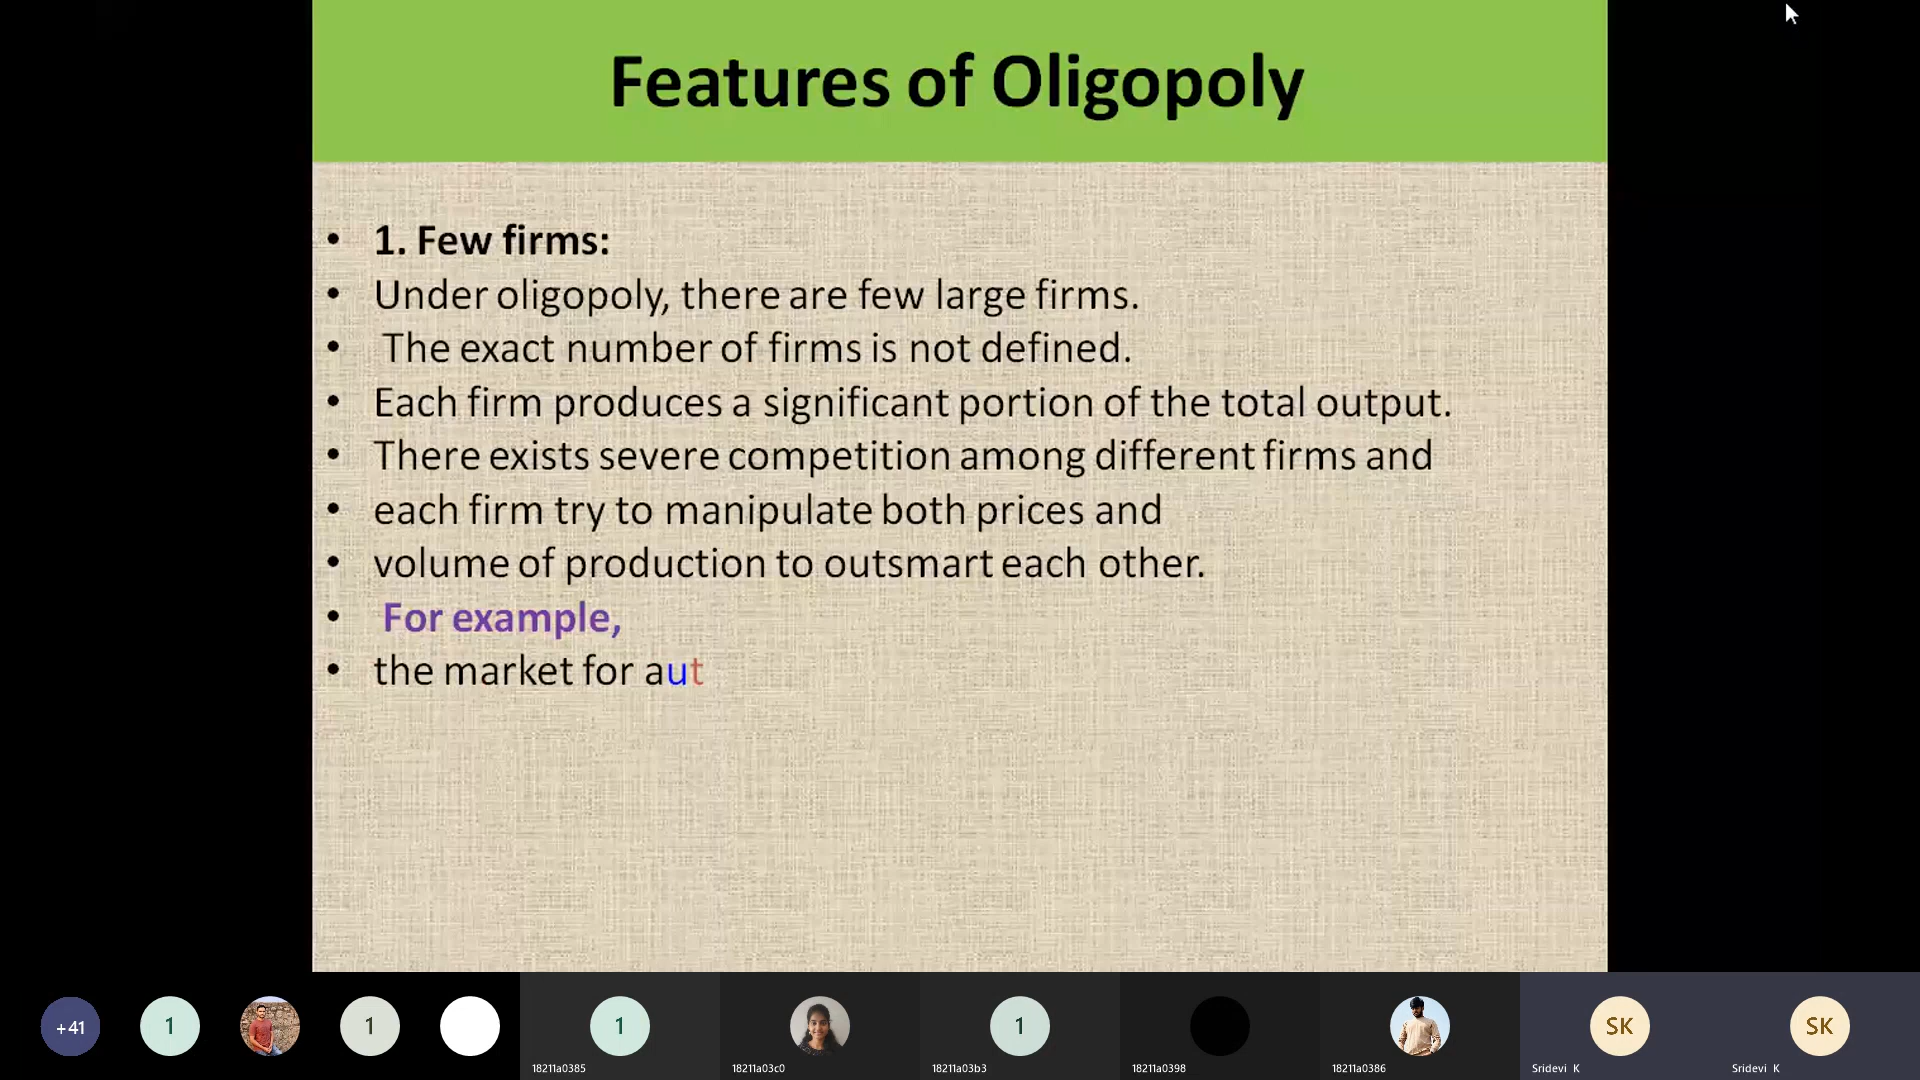 Features of Oligopoly
• 1. Few firms:
• Under oligopoly, there are few large firms.
• The exact number of firms is not defined.
• Each firm produces a significant portion of the total output.
• There exists severe competition among different firms and
• each firm try to manipulate both prices and
• volume of production to outsmart each other.
• For example,
• the market for aut
+41 1 1 1 1 SK SK
18211a0385 18211a03c0 18211a03b3 18211a0398 18211a0386 Sridevi K Sridevi K